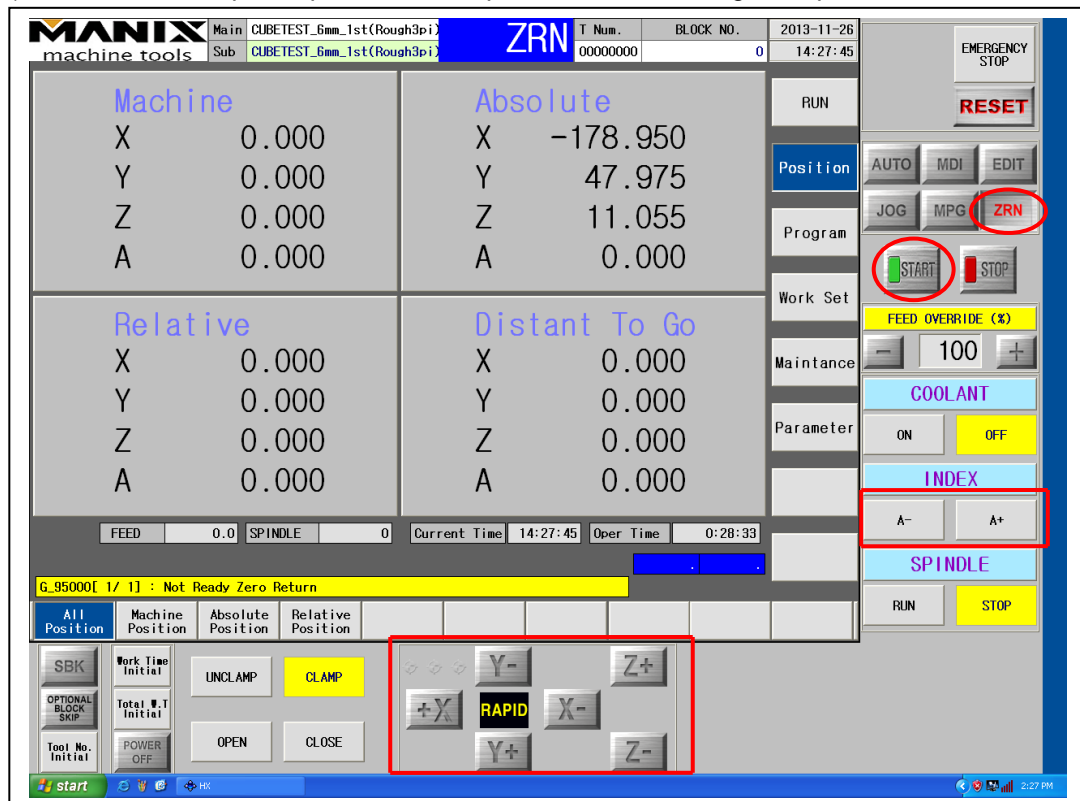 MANIX
machine tools
Main CUBETEST_6mm_1st(Rough3pi)
Sub CUBETEST_6mm_1st(Rough3pi)
ZRN
T Num. BLOCK NO.
00000000 0
2013-11-26
14:27:45
EMERGENCY
STOP
RESET
Machine
X 0.000
Y 0.000
Z 0.000
A 0.000
Absolute
X -178.950
Y 47.975
Z 11.055
A 0.000
Relative
X 0.000
Y 0.000
Z 0.000
A 0.000
Distant To Go
X 0.000
Y 0.000
Z 0.000
A 0.000
RUN
Position
Program
Work Set
Maintance
Parameter
AUTO MDI EDIT
JOG MPG ZRN
START STOP
FEED OVERRIDE (%)
- 100 +
COOLANT
ON OFF
INDEX
A- A+
SPINDLE
RUN STOP
FEED 0.0 SPINDLE 0 Current Time 14:27:45 Oper Time 0:28:33
. .
G_95000[ 1/ 1] : Not Ready Zero Return
All
Position
Machine
Position
Absolute
Position
Relative
Position
SBK
OPTIONAL
BLOCK
SKIP
Tool No.
Initial
Work Time
Initial
Total W.T
Initial
POWER
OFF
UNCLAMP CLAMP
OPEN CLOSE
Y- Z+
+X RAPID X-
Y+ Z-
start HX 2:27 PM